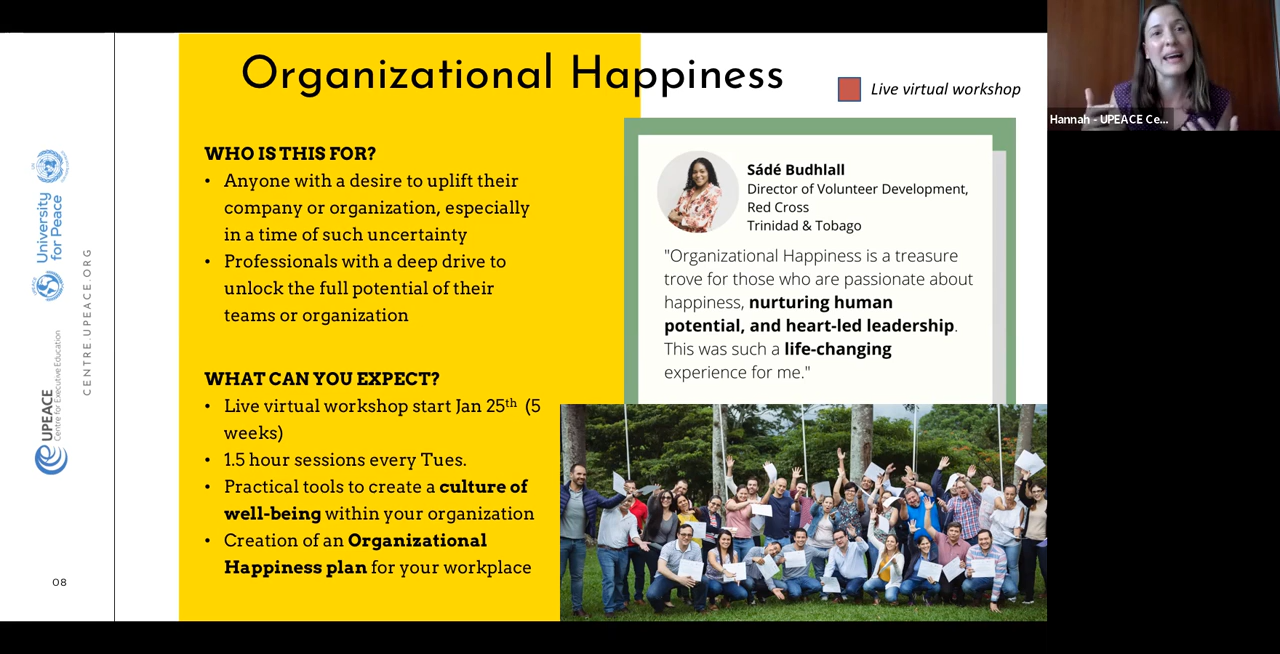 Organizational Happiness
Live virtual workshop
Hannah - UPEACE Ce...
WHO IS THIS FOR?
• Anyone with a desire to uplift their
company or organization, especially
in a time of such uncertainty
• Professionals with a deep drive to
unlock the full potential of their
teams or organization
WHAT CAN YOU EXPECT?
• Live virtual workshop start Jan 25th (5
weeks)
• 1.5 hour sessions every Tues.
• Practical tools to create a culture of
well-being within your organization
• Creation of an Organizational
Happiness plan for your workplace
Sádé Budhlall
Director of Volunteer Development,
Red Cross
Trinidad & Tobago
"Organizational Happiness is a treasure
trove for those who are passionate about
happiness, nurturing human
potential, and heart-led leadership.
This was such a life-changing
experience for me."
University
for Peace
UPEACE
Centre for Executive Education
CENTRE.UPEACE.ORG
08